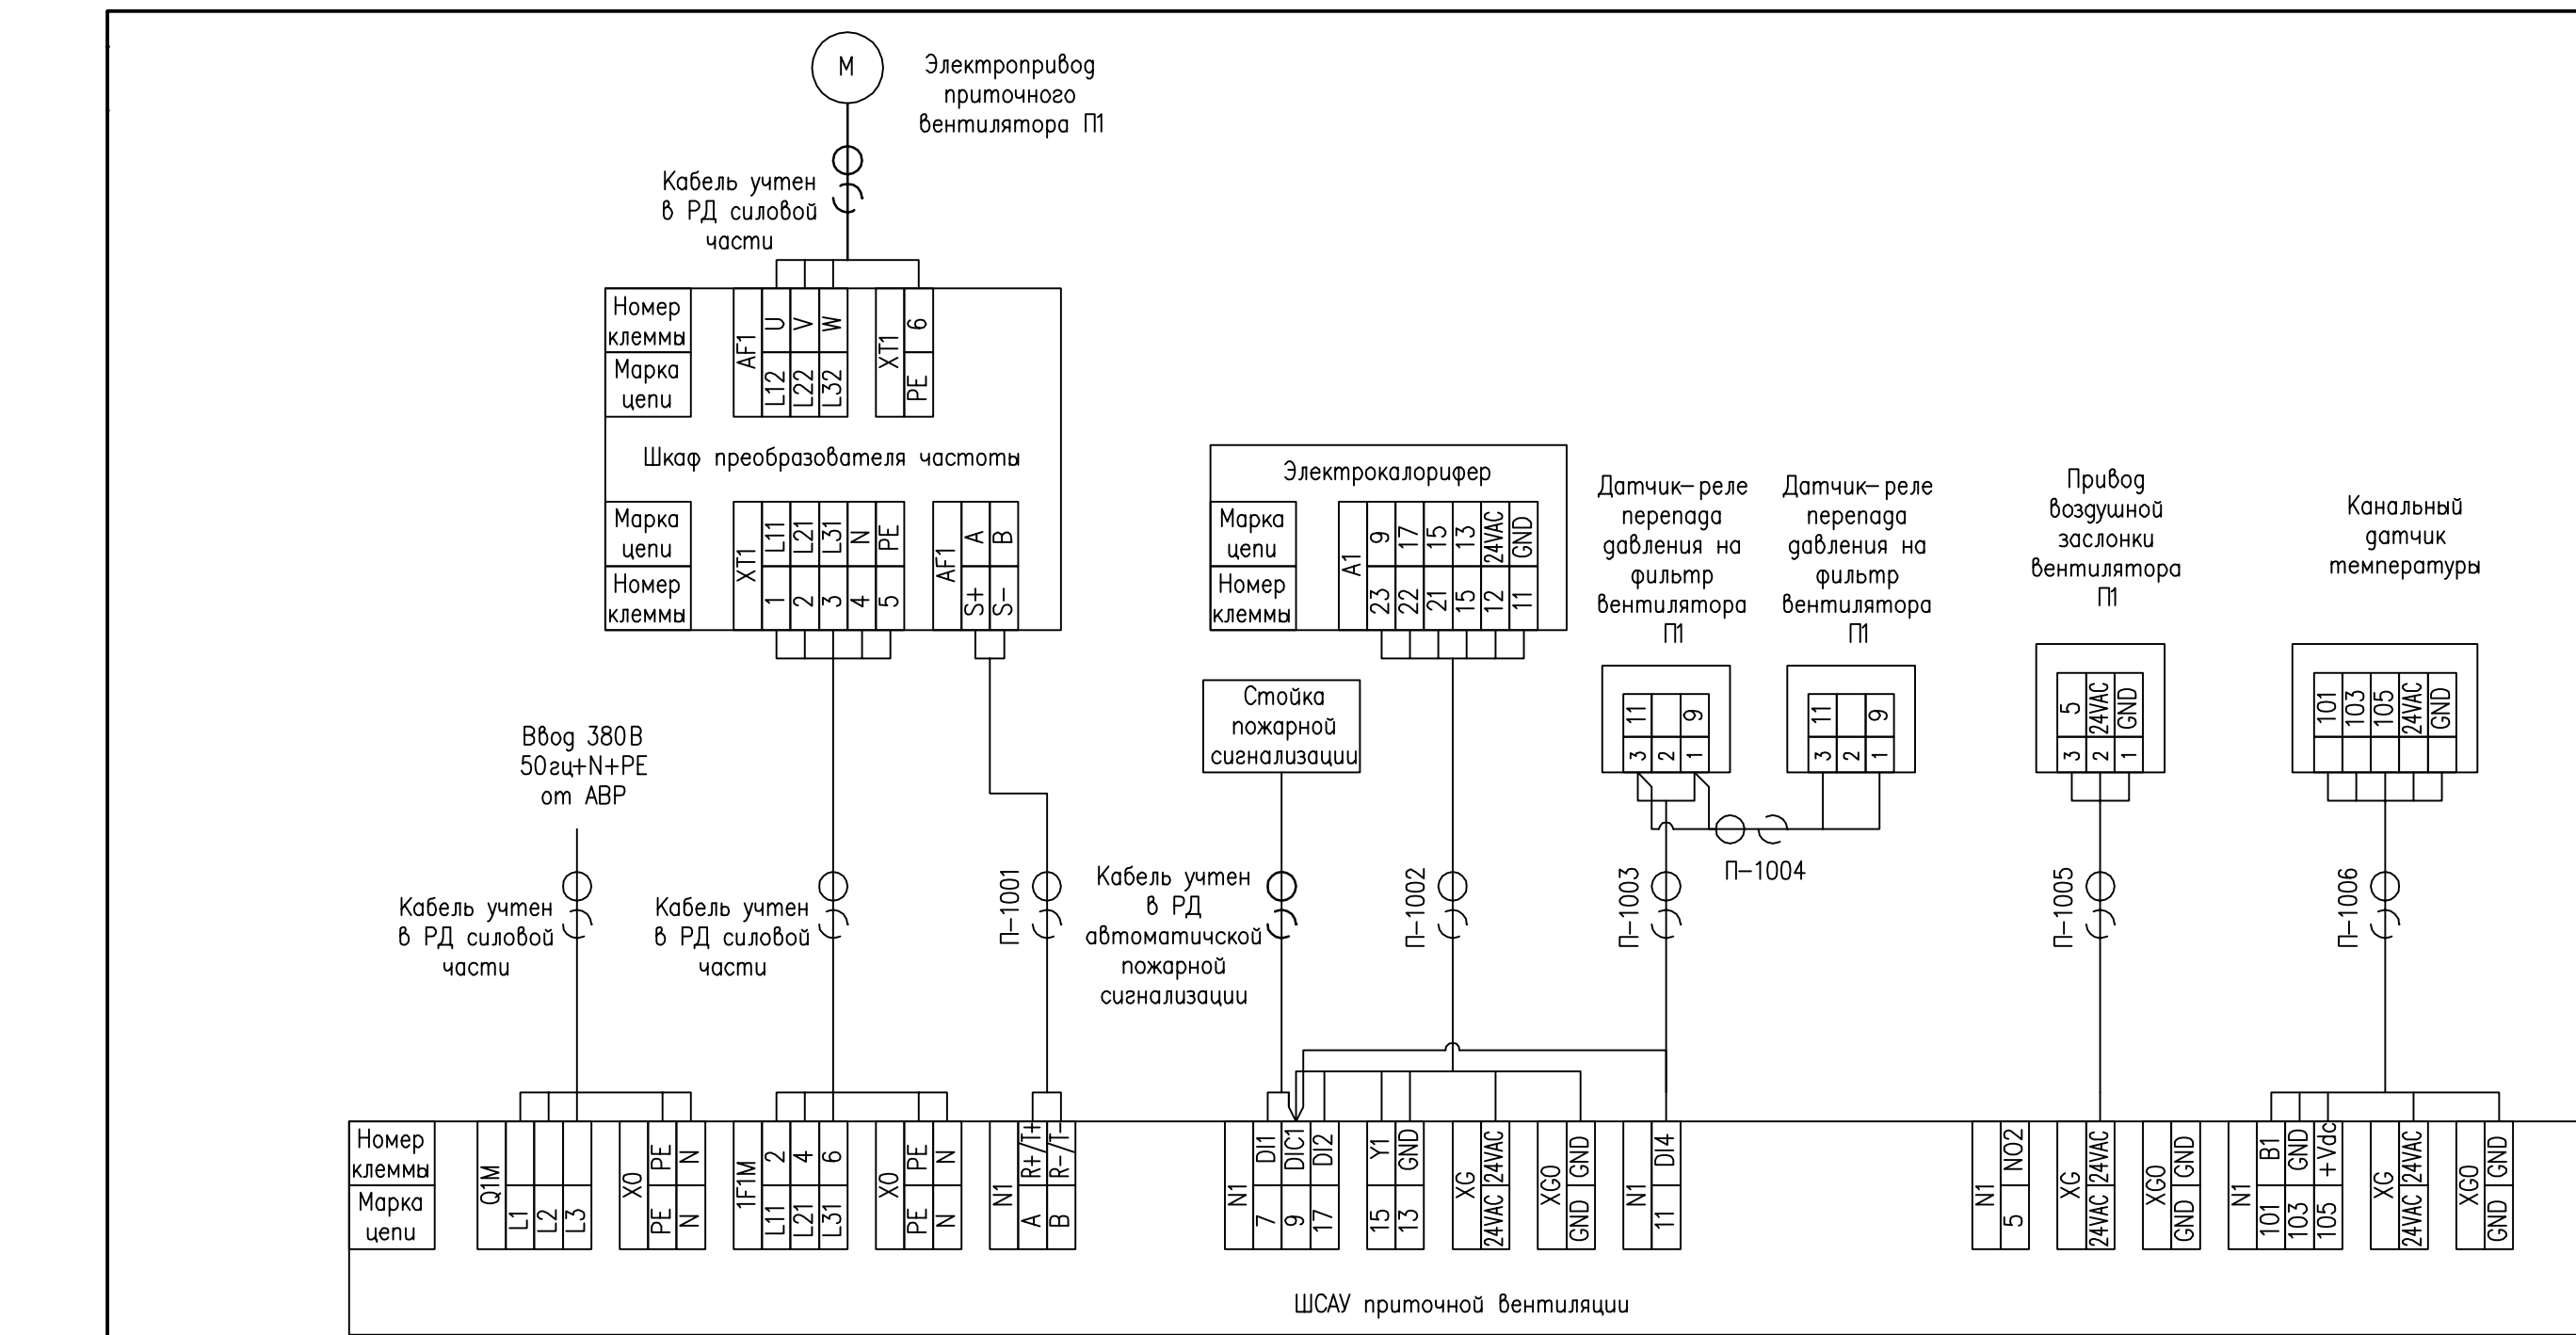 М
Электропривод
приточного
вентилятора П1
Кабель учтен
в РД силовой
части
Номер
клеммы
Марка
цепи
AF1
U
V
W
L12
L22
L32
XT1
6
PE
Шкаф преобразователя частоты
Марка
цепи
Номер
клеммы
XT1
L11
L21
L31
N
PE
1
2
3
4
5
AF1
A
B
S+
S-
Электрокалорифер
Марка
цепи
Номер
клеммы
A1
9
17
15
13
24VAC
GND
23
22
21
15
12
11
Датчик-реле
перепада
давления на
фильтр
вентилятора
П1
11
9
3
2
1
Датчик-реле
перепада
давления на
фильтр
вентилятора
П1
11
9
3
2
1
Привод
воздушной
заслонки
вентилятора
П1
5
24VAC
GND
3
2
1
Канальный
датчик
температуры
101
103
105
24VAC
GND
Стойка
пожарной
сигнализации
Ввод 380В
50гц+N+PE
от АВР
Кабель учтен
в РД силовой
части
Кабель учтен
в РД силовой
части
П-1001
Кабель учтен
в РД
автоматичской
пожарной
сигнализации
П-1002
П-1003
П-1004
П-1005
П-1006
Номер
клеммы
Марка
цепи
Q1M
L1
L2
L3
X0
PE
N
PE
N
1F1M
2
4
6
L11
L21
L31
X0
PE
N
PE
N
N1
R+/T+
R-/T-
A
B
N1
DI1
DIC1
DI2
7
9
17
Y1
GND
15
13
XG
24VAC
24VAC
XG0
GND
GND
N1
DI4
11
N1
NO2
5
XG
24VAC
24VAC
XG0
GND
GND
N1
B1
GND
+Vdc
101
103
105
XG
24VAC
24VAC
XG0
GND
GND
ШСАУ приточной вентиляции